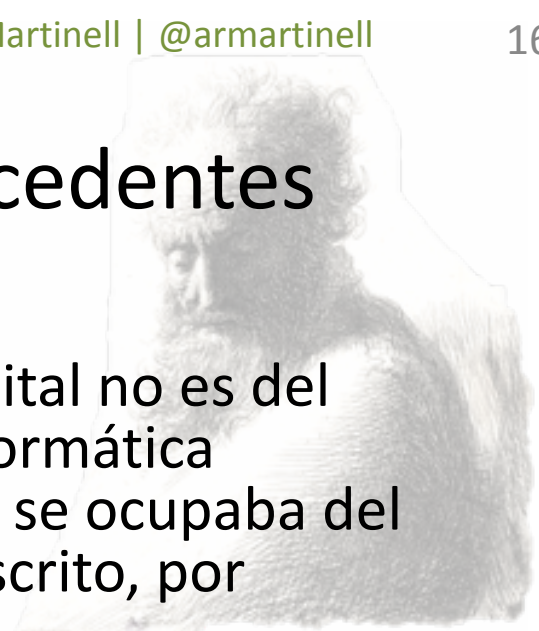 Martinell | @armartinell 16
cedentes
ital no es del
ormática
se ocupaba del
scrito, por